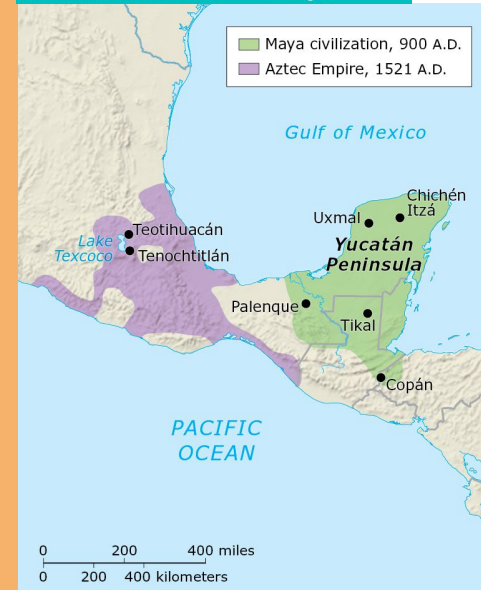 Maya civilization, 900 A.D.
Aztec Empire, 1521 A.D.
Gulf of Mexico
Chichén
Itzá
Uxmal
Yucatán
Peninsula
Teotihuacán
Lake
Texcoco
Tenochtitlán
Palenque
Tikal
Copán
PACIFIC
OCEAN
0 200 400 miles
0 200 400 kilometers